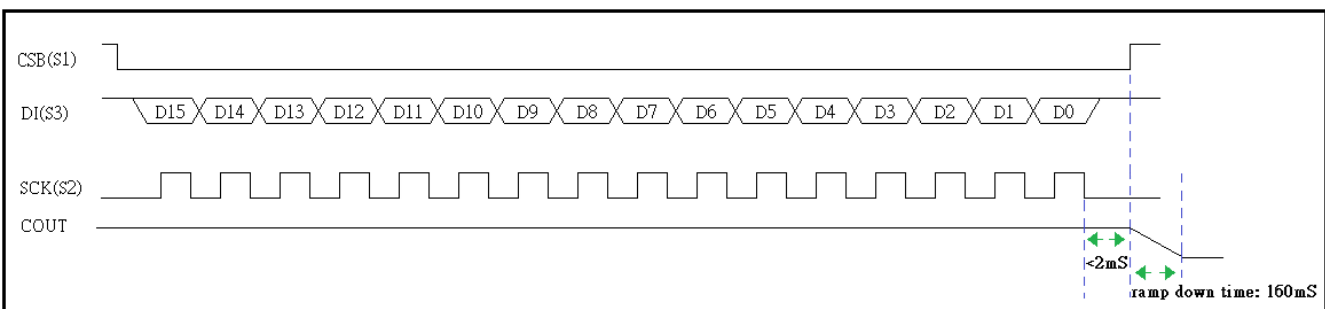 CSB(S1)
DI(S3) D15 D14 D13 D12 D11 D10 D9 D8 D7 D6 D5 D4 D3 D2 D1 D0
SCK(S2)
COUT
<2mS
ramp down time: 160mS